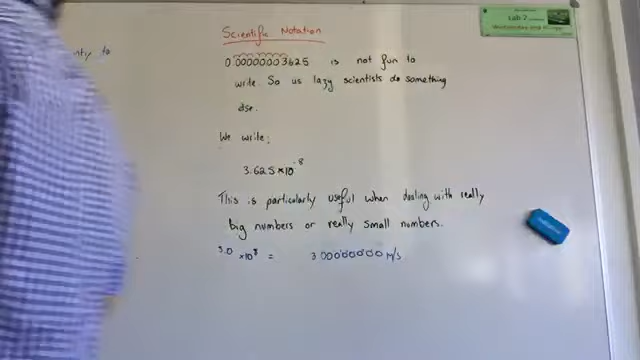 Scientific Notation
0.00000003625 is not fun to
write. So us lazy scientists do something
else.
We write;
3.625 x 10⁻⁸
This is particularly useful when dealing with really
big numbers or really small numbers.
3.0 x10⁸ = 300000000 m/s